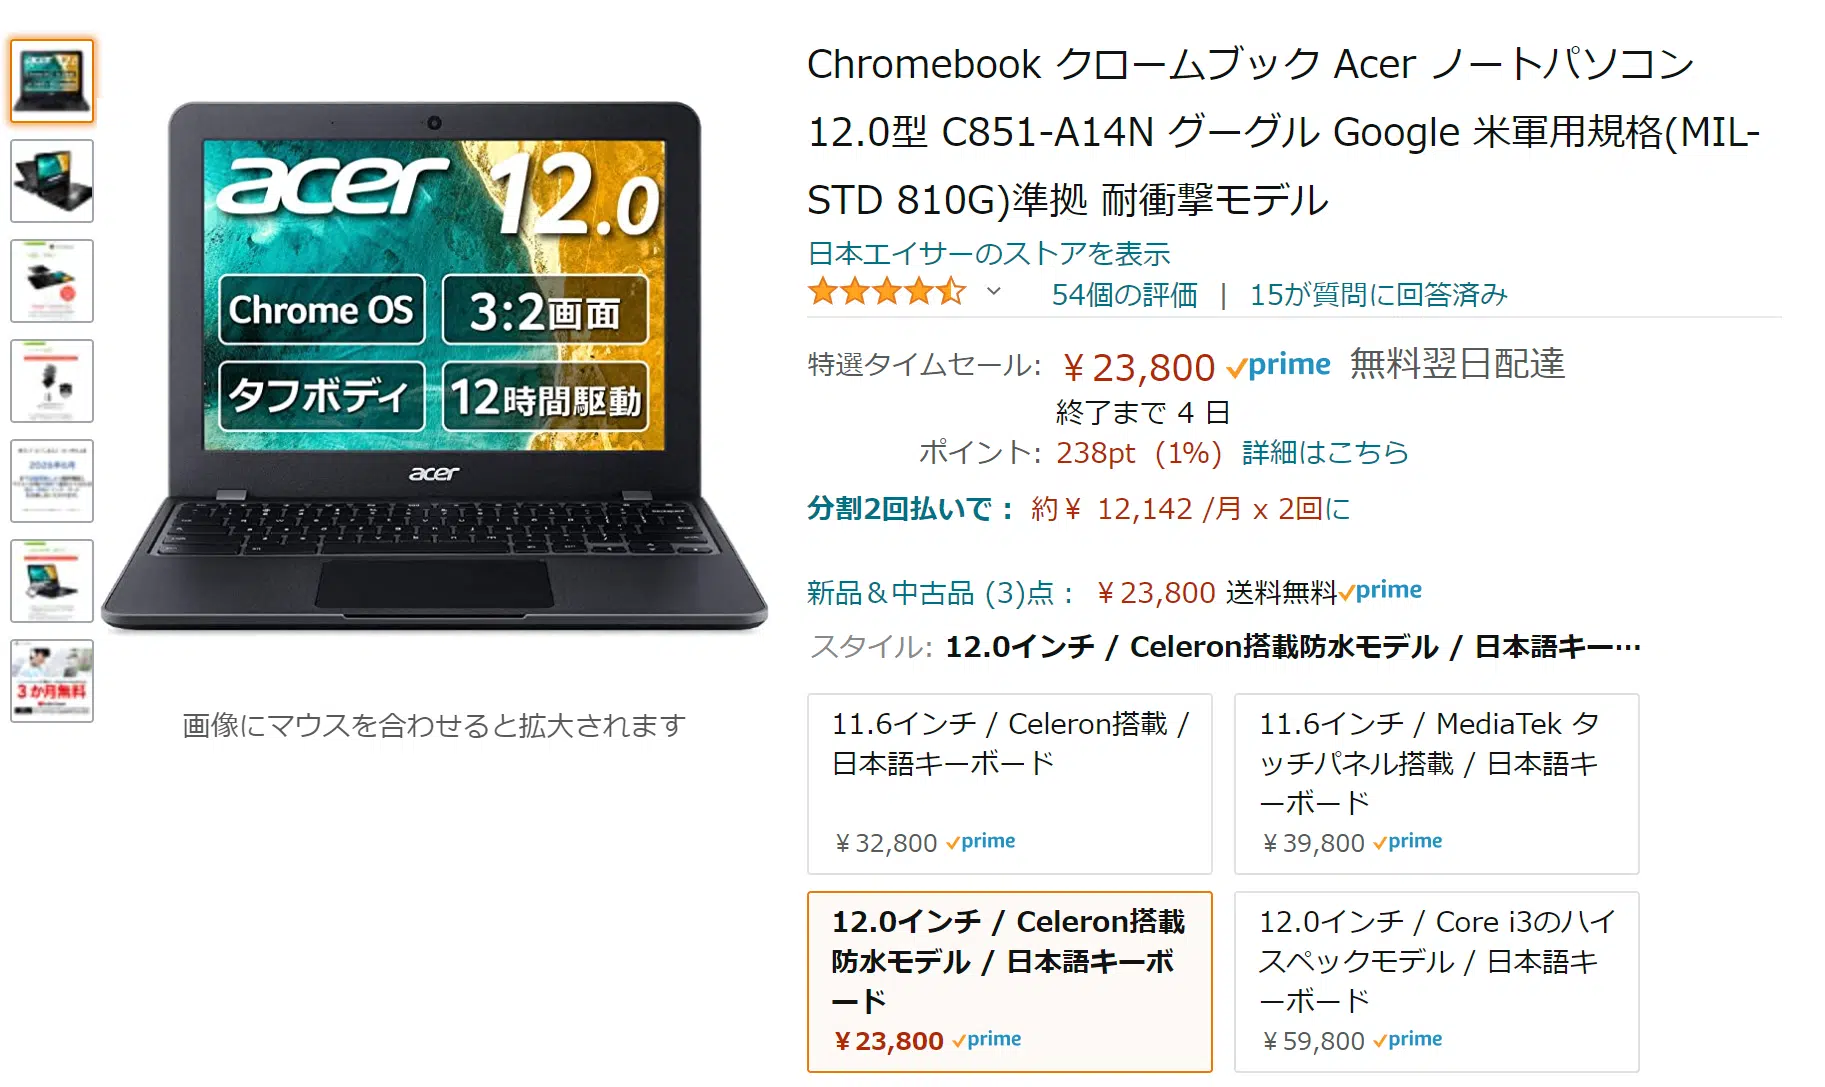 acer 12.0
Chrome OS
3:2画面
タフボディ
12時間駆動
acer
2026年6月
3か月無料
画像にマウスを合わせると拡大されます
Chromebook クロームブック Acer ノートパソコン
12.0型 C851-A14N グーグル Google 米軍用規格(MIL-
STD 810G)準拠 耐衝撃モデル
日本エイサーのストアを表示
54個の評価 | 15が質問に回答済み
特選タイムセール: ￥23,800 prime 無料翌日配達
終了まで 4 日
ポイント: 238pt (1%) 詳細はこちら
分割2回払いで： 約￥ 12,142 /月 x 2回に
新品＆中古品 (3)点： ￥23,800 送料無料 prime
スタイル: 12.0インチ / Celeron搭載防水モデル / 日本語キー…
11.6インチ / Celeron搭載 /
日本語キーボード
￥32,800 prime
11.6インチ / MediaTek タ
ッチパネル搭載 / 日本語キ
ーボード
￥39,800 prime
12.0インチ / Celeron搭載
防水モデル / 日本語キーボ
ード
￥23,800 prime
12.0インチ / Core i3のハイ
スペックモデル / 日本語キ
ーボード
￥59,800 prime